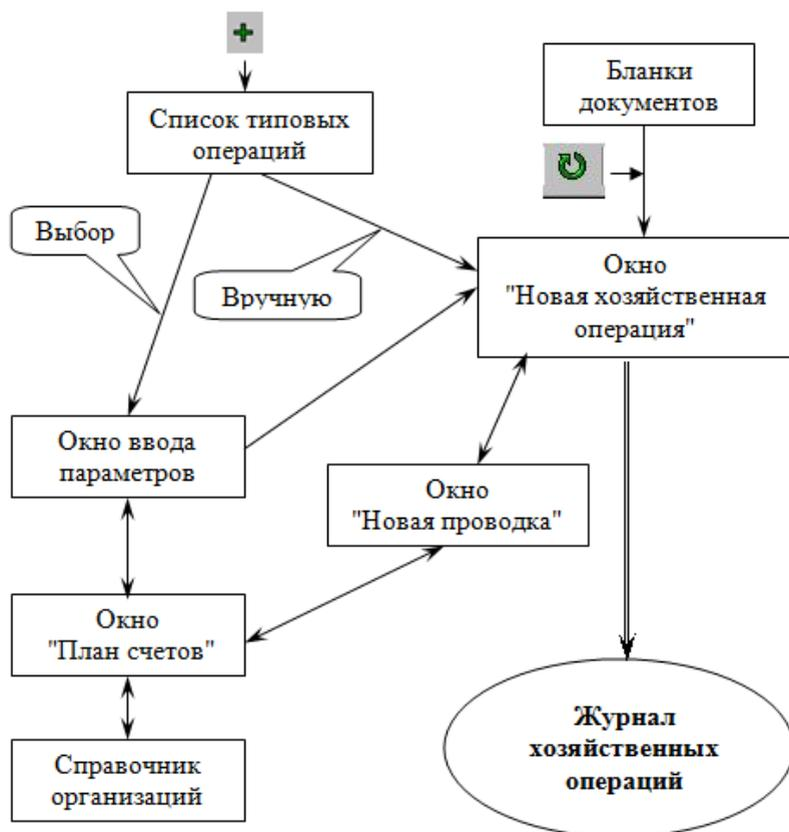 Бланки
документов
Список типовых
операций
Выбор
Вручную
Окно
"Новая хозяйственная
операция"
Окно ввода
параметров
Окно
"Новая проводка"
Окно
"План счетов"
Журнал
хозяйственных
операций
Справочник
организаций